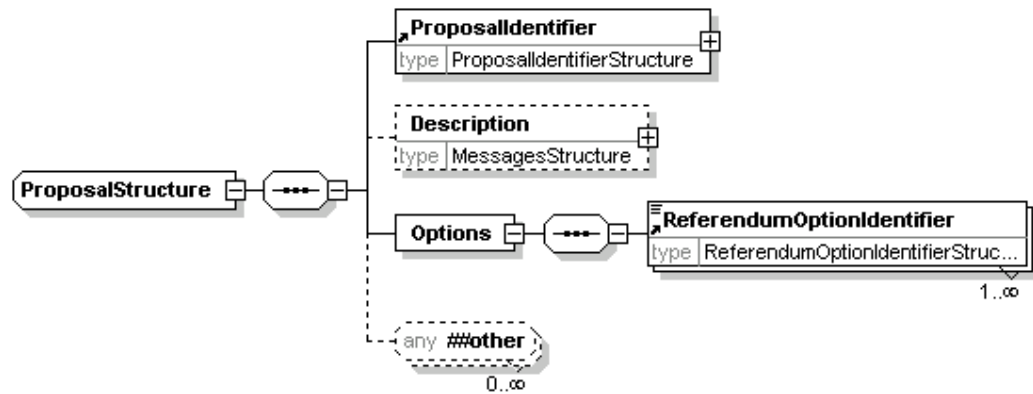 ProposalIdentifier
type ProposalIdentifierStructure
Description
type MessagesStructure
ProposalStructure
Options
ReferendumOptionIdentifier
type ReferendumOptionIdentifierStruc...
1..∞
any ##other
0..∞